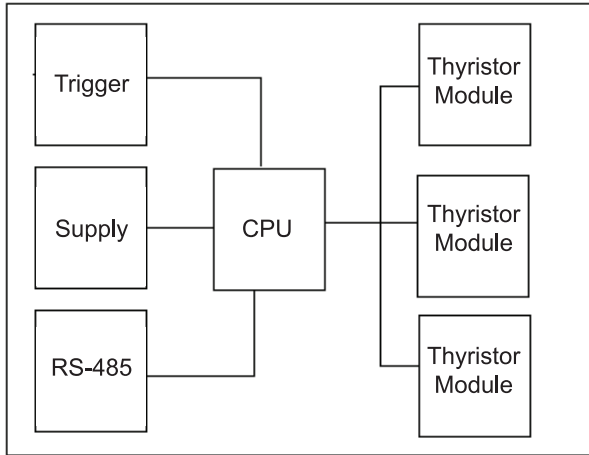 Trigger
Supply
RS-485
CPU
Thyristor
Module
Thyristor
Module
Thyristor
Module